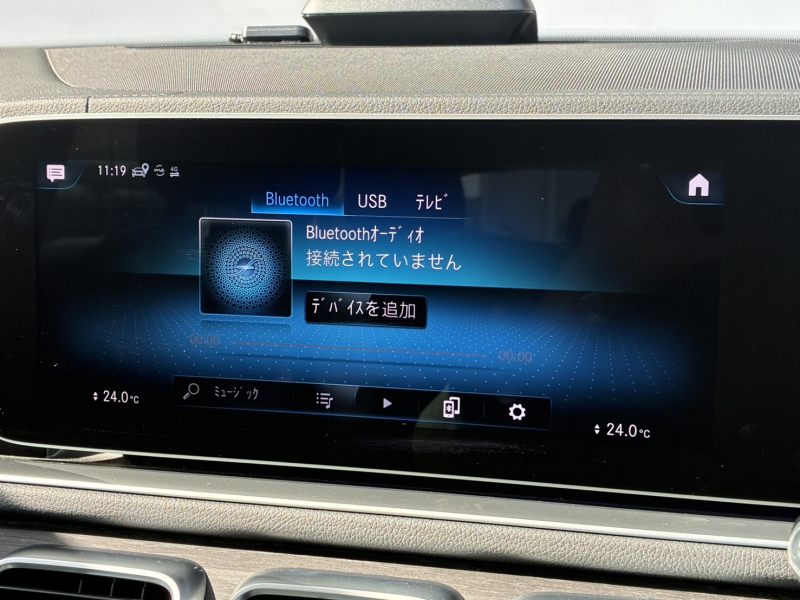 11:19 me 4G
Bluetooth USB ﾃﾚﾋﾞ
Bluetoothｵｰﾃﾞｨｵ
接続されていません
ﾃﾞﾊﾞｲｽを追加
00:00 00:00
ﾐｭｰｼﾞｯｸ
24.0°C 24.0°C